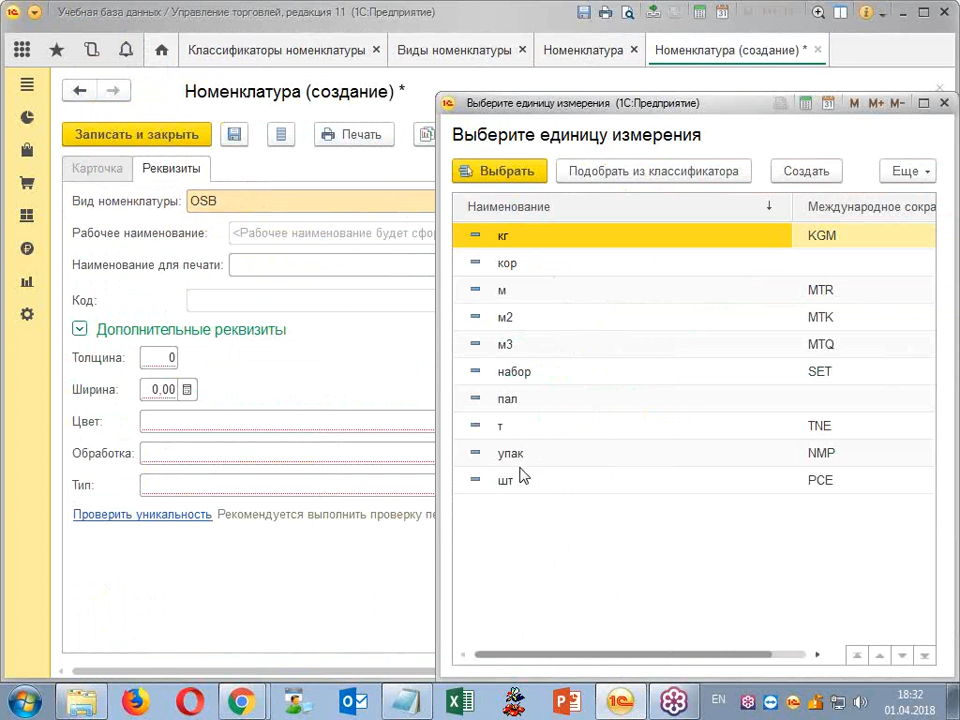 Учебная база данных / Управление торговлей, редакция 11 (1С:Предприятие)
M M+ M-
Классификаторы номенклатуры ×
Виды номенклатуры ×
Номенклатура ×
Номенклатура (создание) * ×
Номенклатура (создание) *
Записать и закрыть
Печать
Карточка
Реквизиты
Вид номенклатуры: OSB
Рабочее наименование: <Рабочее наименование будет сфор
Наименование для печати:
Код:
Дополнительные реквизиты
Толщина: 0
Ширина: 0,00
Цвет:
Обработка:
Тип:
Проверить уникальность Рекомендуется выполнить проверку пе
Выберите единицу измерения (1С:Предприятие)
M M+ M-
Выберите единицу измерения
Выбрать
Подобрать из классификатора
Создать
Еще
Наименование ↓ Международное сокра
кг KGM
кор
м MTR
м2 MTK
м3 MTQ
набор SET
пал
т TNE
упак NMP
шт PCE
EN
18:32
01.04.2018